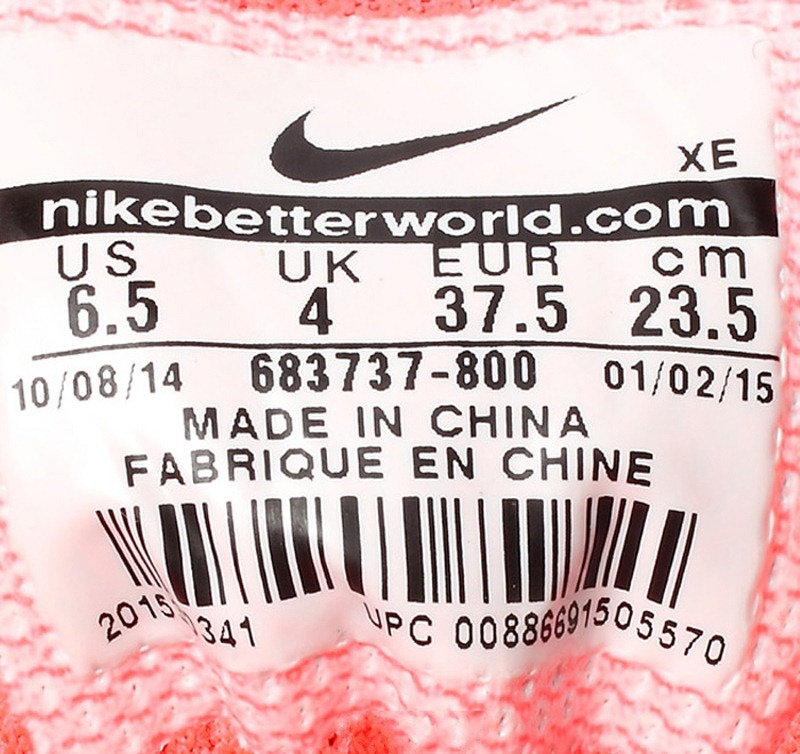 XE
nikebetterworld.com
US UK EUR cm
6.5 4 37.5 23.5
10/08/14 683737-800 01/02/15
MADE IN CHINA
FABRIQUE EN CHINE
UPC 00886691505570